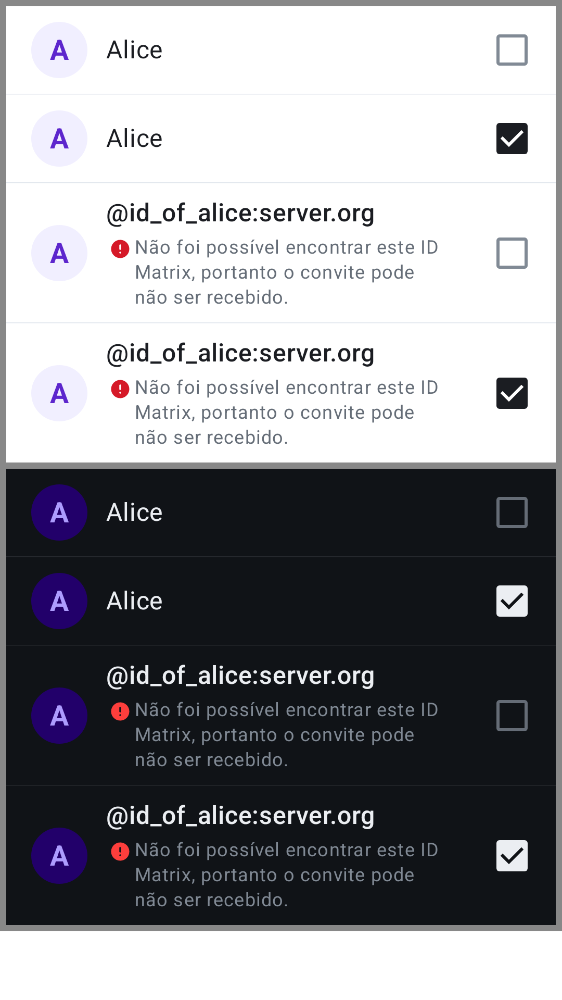 A Alice
A Alice
@id_of_alice:server.org
A Não foi possível encontrar este ID
Matrix, portanto o convite pode
não ser recebido.
@id_of_alice:server.org
A Não foi possível encontrar este ID
Matrix, portanto o convite pode
não ser recebido.
A Alice
A Alice
@id_of_alice:server.org
A Não foi possível encontrar este ID
Matrix, portanto o convite pode
não ser recebido.
@id_of_alice:server.org
A Não foi possível encontrar este ID
Matrix, portanto o convite pode
não ser recebido.